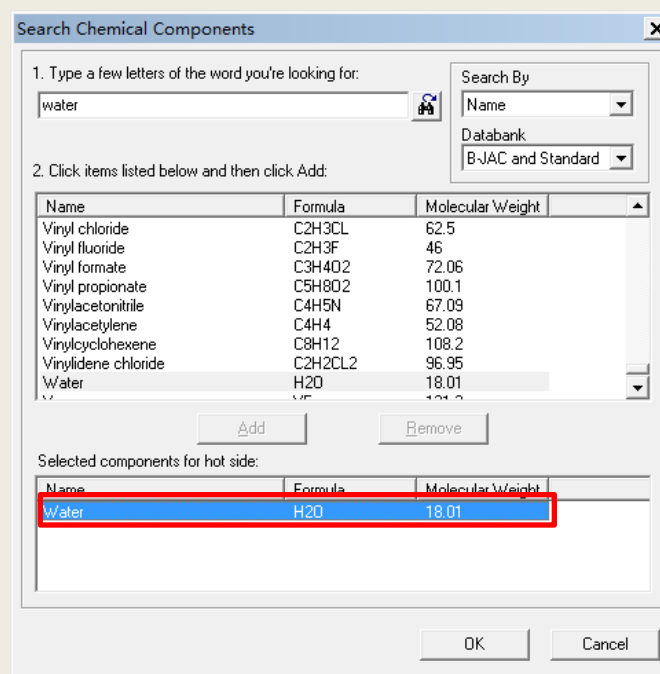 Search Chemical Components
1. Type a few letters of the word you're looking for:
Search By
water
Name
Databank
B-JAC and Standard
2. Click items listed below and then click Add:
Name Formula Molecular Weight
Vinyl chloride C2H3CL 62.5
Vinyl fluoride C2H3F 46
Vinyl formate C3H4O2 72.06
Vinyl propionate C5H8O2 100.1
Vinylacetonitrile C4H5N 67.09
Vinylacetylene C4H4 52.08
Vinylcyclohexene C8H12 108.2
Vinylidene chloride C2H2CL2 96.95
Water H2O 18.01
Add Remove
Selected components for hot side:
Name Formula Molecular Weight
Water H2O 18.01
OK Cancel